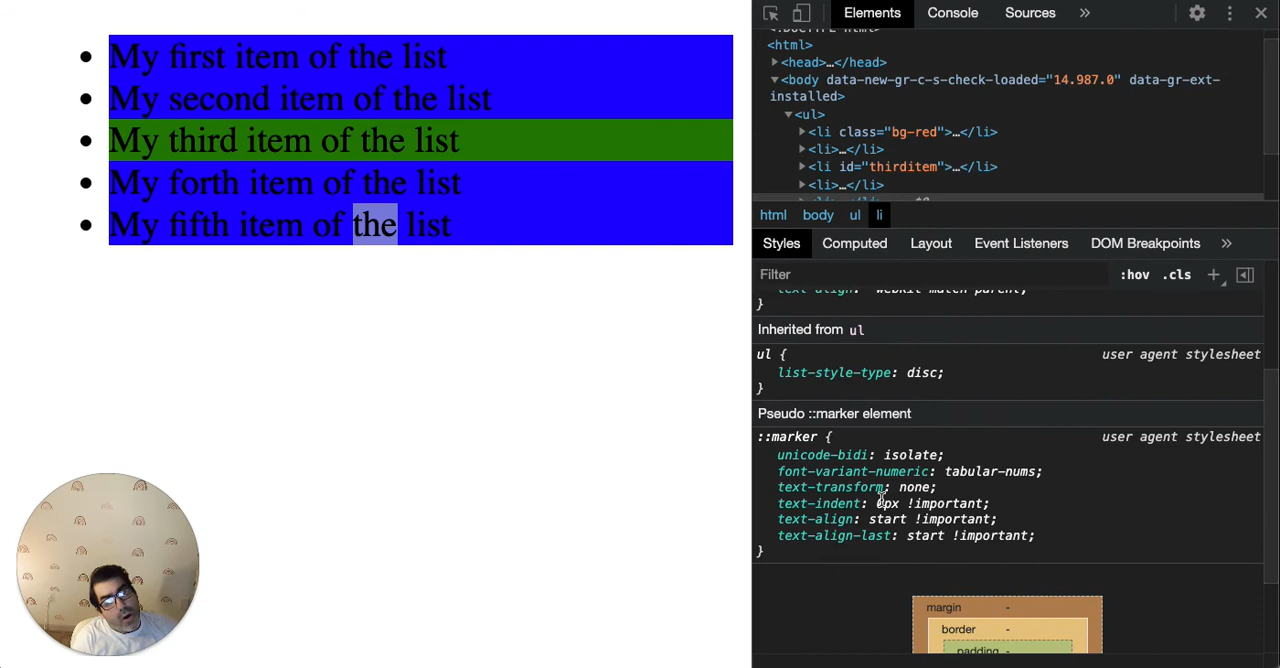 My first item of the list
My second item of the list
My third item of the list
My forth item of the list
My fifth item of the list
Elements Console Sources »
<html>
<head>…</head>
<body data-new-gr-c-s-check-loaded="14.987.0" data-gr-ext-
installed>
<ul>
<li class="bg-red">…</li>
<li>…</li>
<li id="thirditem">…</li>
<li>…</li>
html body ul li
Styles Computed Layout Event Listeners DOM Breakpoints »
Filter :hov .cls +
}
Inherited from ul
ul { user agent stylesheet
list-style-type: disc;
}
Pseudo ::marker element
::marker { user agent stylesheet
unicode-bidi: isolate;
font-variant-numeric: tabular-nums;
text-transform: none;
text-indent: 0px !important;
text-align: start !important;
text-align-last: start !important;
}
margin -
border -
padding -